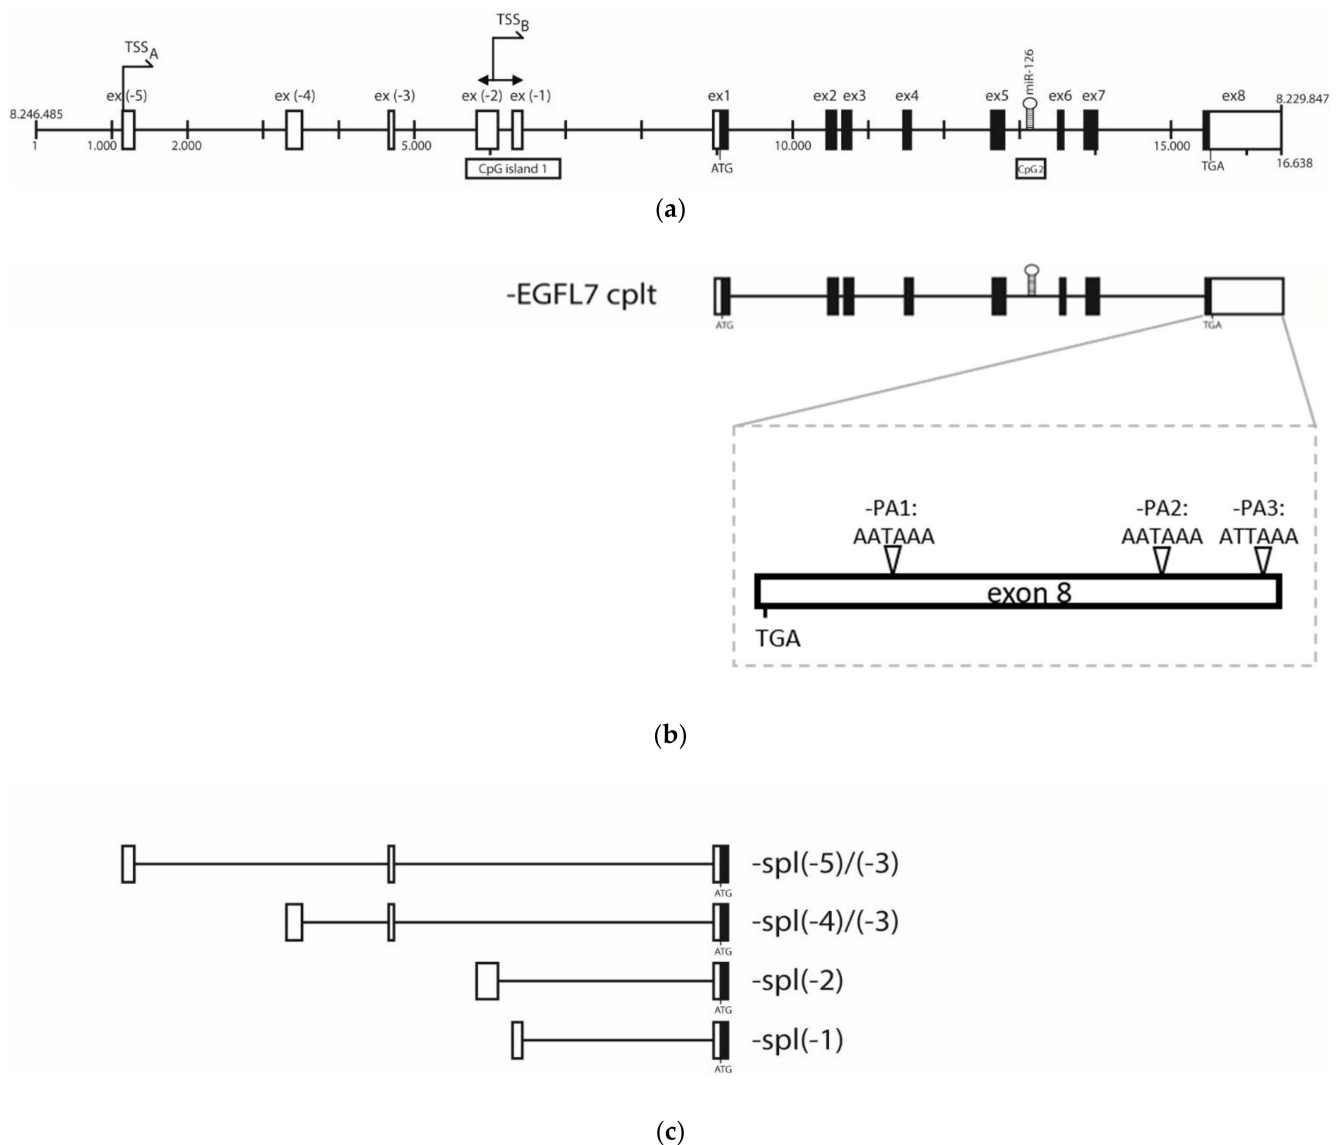 TSSB
TSSA
miR-126
ex (-5) ex (-4) ex (-3) ex (-2) ex (-1) ex1 ex2 ex3 ex4 ex5 ex6 ex7 ex8
8.246.485 8.229.847
1 1.000 2.000 5.000 10.000 15.000 16.638
CpG island 1 ATG CpG2 TGA
(a)
-EGFL7 cplt
ATG TGA
-PA1: -PA2: -PA3:
AATAAA AATAAA ATTAAA
exon 8
TGA
(b)
-spl(-5)/(-3)
ATG
-spl(-4)/(-3)
ATG
-spl(-2)
ATG
-spl(-1)
ATG
(c)